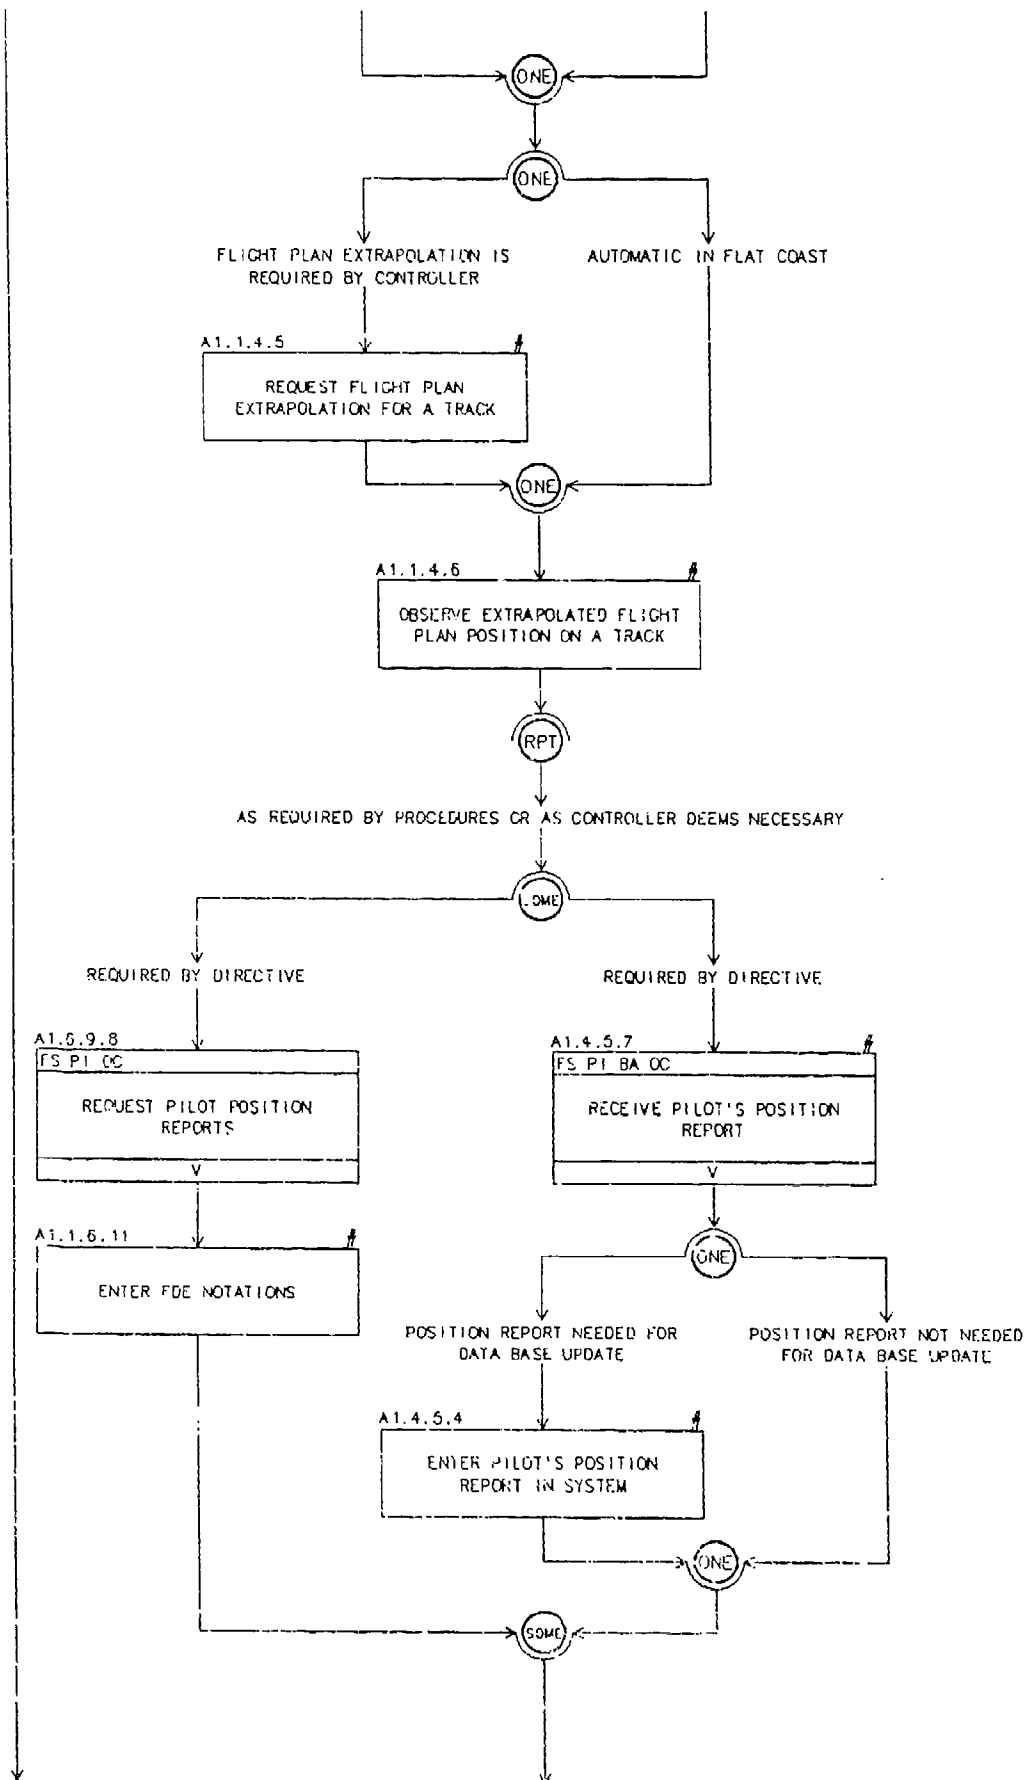 ONE
ONE
FLIGHT PLAN EXTRAPOLATION IS
REQUIRED BY CONTROLLER
AUTOMATIC IN FLAT COAST
A1.1.4.5
REQUEST FLIGHT PLAN
EXTRAPOLATION FOR A TRACK
ONE
A1.1.4.6
OBSERVE EXTRAPOLATED FLIGHT
PLAN POSITION ON A TRACK
RPT
AS REQUIRED BY PROCEDURES OR AS CONTROLLER DEEMS NECESSARY
SOME
REQUIRED BY DIRECTIVE
REQUIRED BY DIRECTIVE
A1.6.9.8
FS PI OC
REQUEST PILOT POSITION
REPORTS
V
A1.4.5.7
FS PI BA OC
RECEIVE PILOT'S POSITION
REPORT
V
A1.1.6.11
ENTER FDE NOTATIONS
ONE
POSITION REPORT NEEDED FOR
DATA BASE UPDATE
POSITION REPORT NOT NEEDED
FOR DATA BASE UPDATE
A1.4.5.4
ENTER PILOT'S POSITION
REPORT IN SYSTEM
ONE
SOME